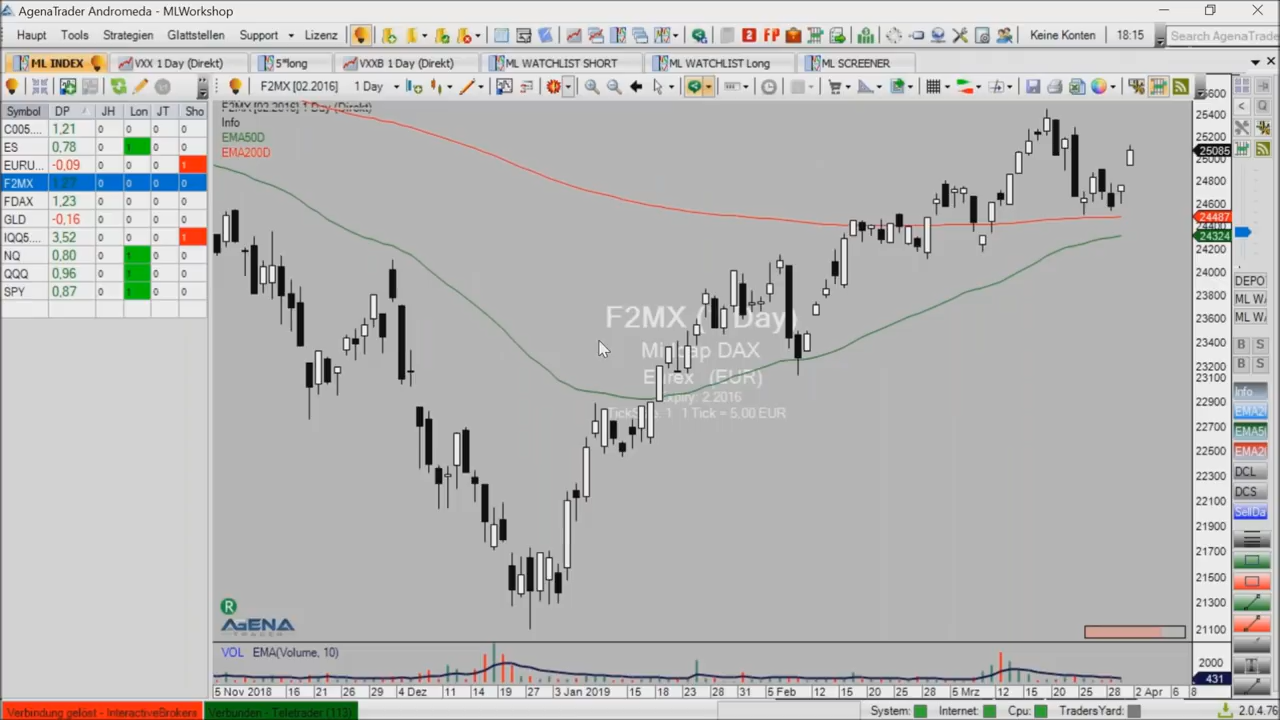 AgenaTrader Andromeda - MLWorkshop
Haupt Tools Strategien Glattstellen Support Lizenz Keine Konten 18:15 Search AgenaTrade
ML INDEX VXX 1 Day (Direkt) 5*long VXXB 1 Day (Direkt) ML WATCHLIST SHORT ML WATCHLIST Long ML SCREENER
F2MX [02.2016] 1 Day
Symbol DP JH Lon JT Sho
C005.... 1,21 0 0 0 0
ES 0,78 0 1 0 0
EURU... -0,09 0 0 0 1
F2MX 0 0 0 0
FDAX 1,23 0 0 0 0
GLD -0,16 0 0 0 0
IQQ5.... 3,52 0 0 0 1
NQ 0,80 0 1 0 0
QQQ 0,96 0 1 0 0
SPY 0,87 0 1 0 0
F2MX [02.2016] 1 Day (Direkt)
Info
EMA50D
EMA200D
F2MX ( Day)
DAX
Eurex (EUR)
2.2016
1 1 Tick = 5.00 EUR
25600
25400
25200
25085
25000
24800
24600
24487
24400
24324
24200
24000
23800
23600
23400
23200
23100
22900
22700
22500
22300
22100
21900
21700
21500
21300
21100
DEPO
ML W
ML W
B S
B S
Info
EMA2
EMA5
EMA2
DCL
DCS
SellDa
R
AGENA
TRADER
VOL EMA(Volume, 10)
2000
431
5 Nov 2018 16 21 26 29 4 Dez 11 14 19 27 3 Jan 2019 15 18 23 28 31 5 Feb 12 15 20 25 28 5 Mrz 12 15 20 25 28 2 Apr 6 8
Verbindung gelöst - InteractiveBrokers Verbunden - Teletrader (113) System: Internet: Cpu: TradersYard: 2.0.4.76